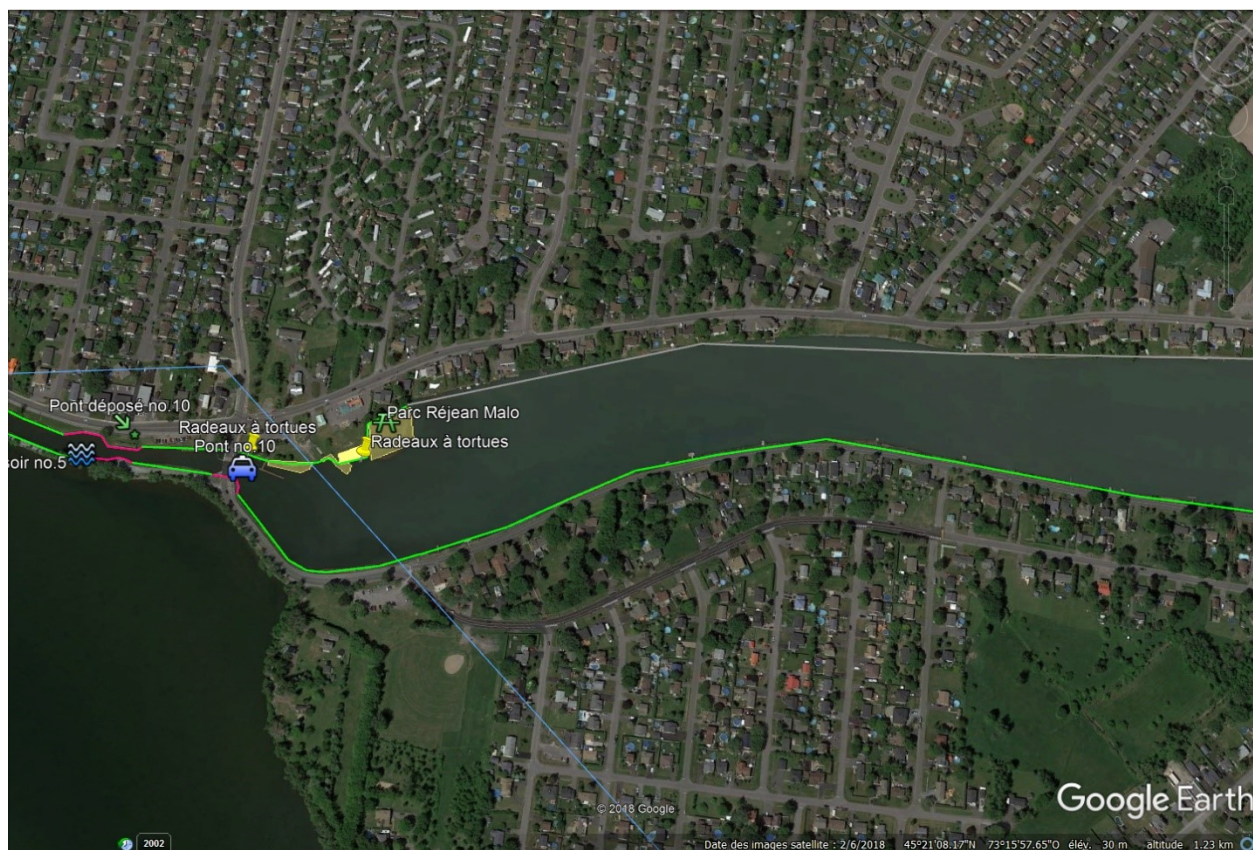 Pont déposé no.10
Radeaux à tortues
Parc Réjean Malo
Pont no.10
Radeaux à tortues
soir no.5
© 2018 Google
Google Earth
2002
Date des images satellite : 2/6/2018 45°21'08.17"N 73°15'57.65"O élév. 30 m altitude 1.23 km